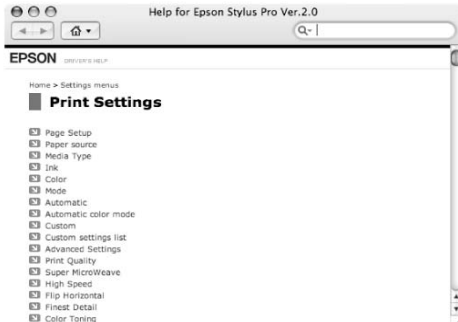 Help for Epson Stylus Pro Ver.2.0
EPSON DRIVER'S HELP
Home > Settings menus
Print Settings
Page Setup
Paper source
Media Type
Ink
Color
Mode
Automatic
Automatic color mode
Custom
Custom settings list
Advanced Settings
Print Quality
Super MicroWeave
High Speed
Flip Horizontal
Finest Detail
Color Toning